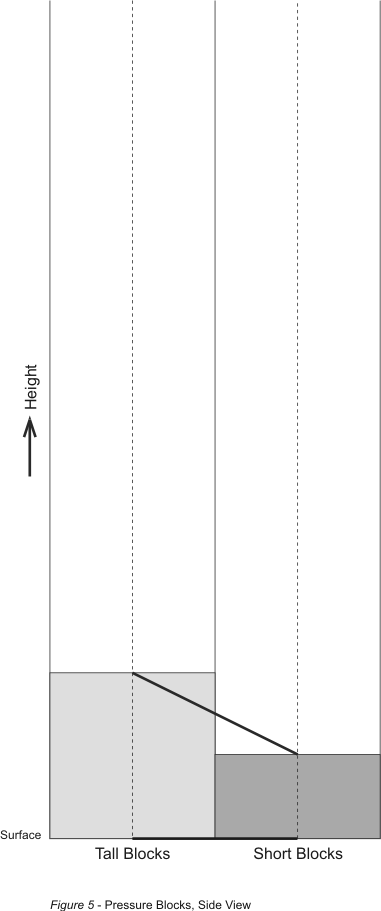 Height
Surface
Tall Blocks
Short Blocks
Figure 5 - Pressure Blocks, Side View